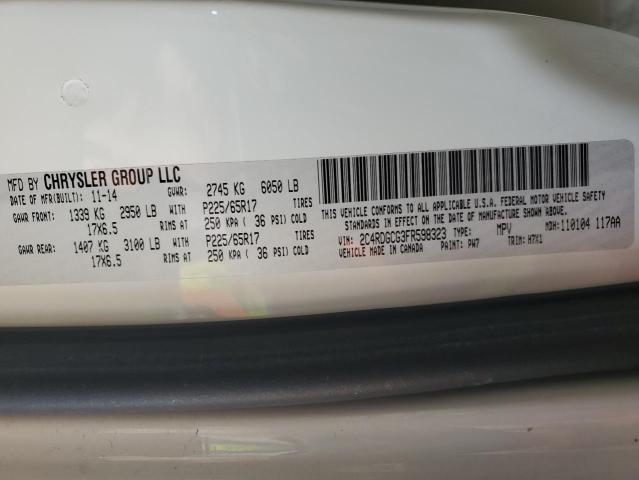 MFD BY CHRYSLER GROUP LLC
DATE OF MFR(BUILT): 11-14 GVWR: 2745 KG 6050 LB
GAWR FRONT: 1339 KG 2950 LB WITH P225/65R17 TIRES
17X6.5 RIMS AT 250 KPA ( 36 PSI) COLD
GAWR REAR: 1407 KG 3100 LB WITH P225/65R17 TIRES
17X6.5 RIMS AT 250 KPA ( 36 PSI) COLD
THIS VEHICLE CONFORMS TO ALL APPLICABLE U.S.A. FEDERAL MOTOR VEHICLE SAFETY
STANDARDS IN EFFECT ON THE DATE OF MANUFACTURE SHOWN ABOVE.
VIN: 2C4RDGCG3FR598323 TYPE: MPV MDH: 110104 117AA
VEHICLE MADE IN CANADA PAINT: PW7 TRIM: H7X1